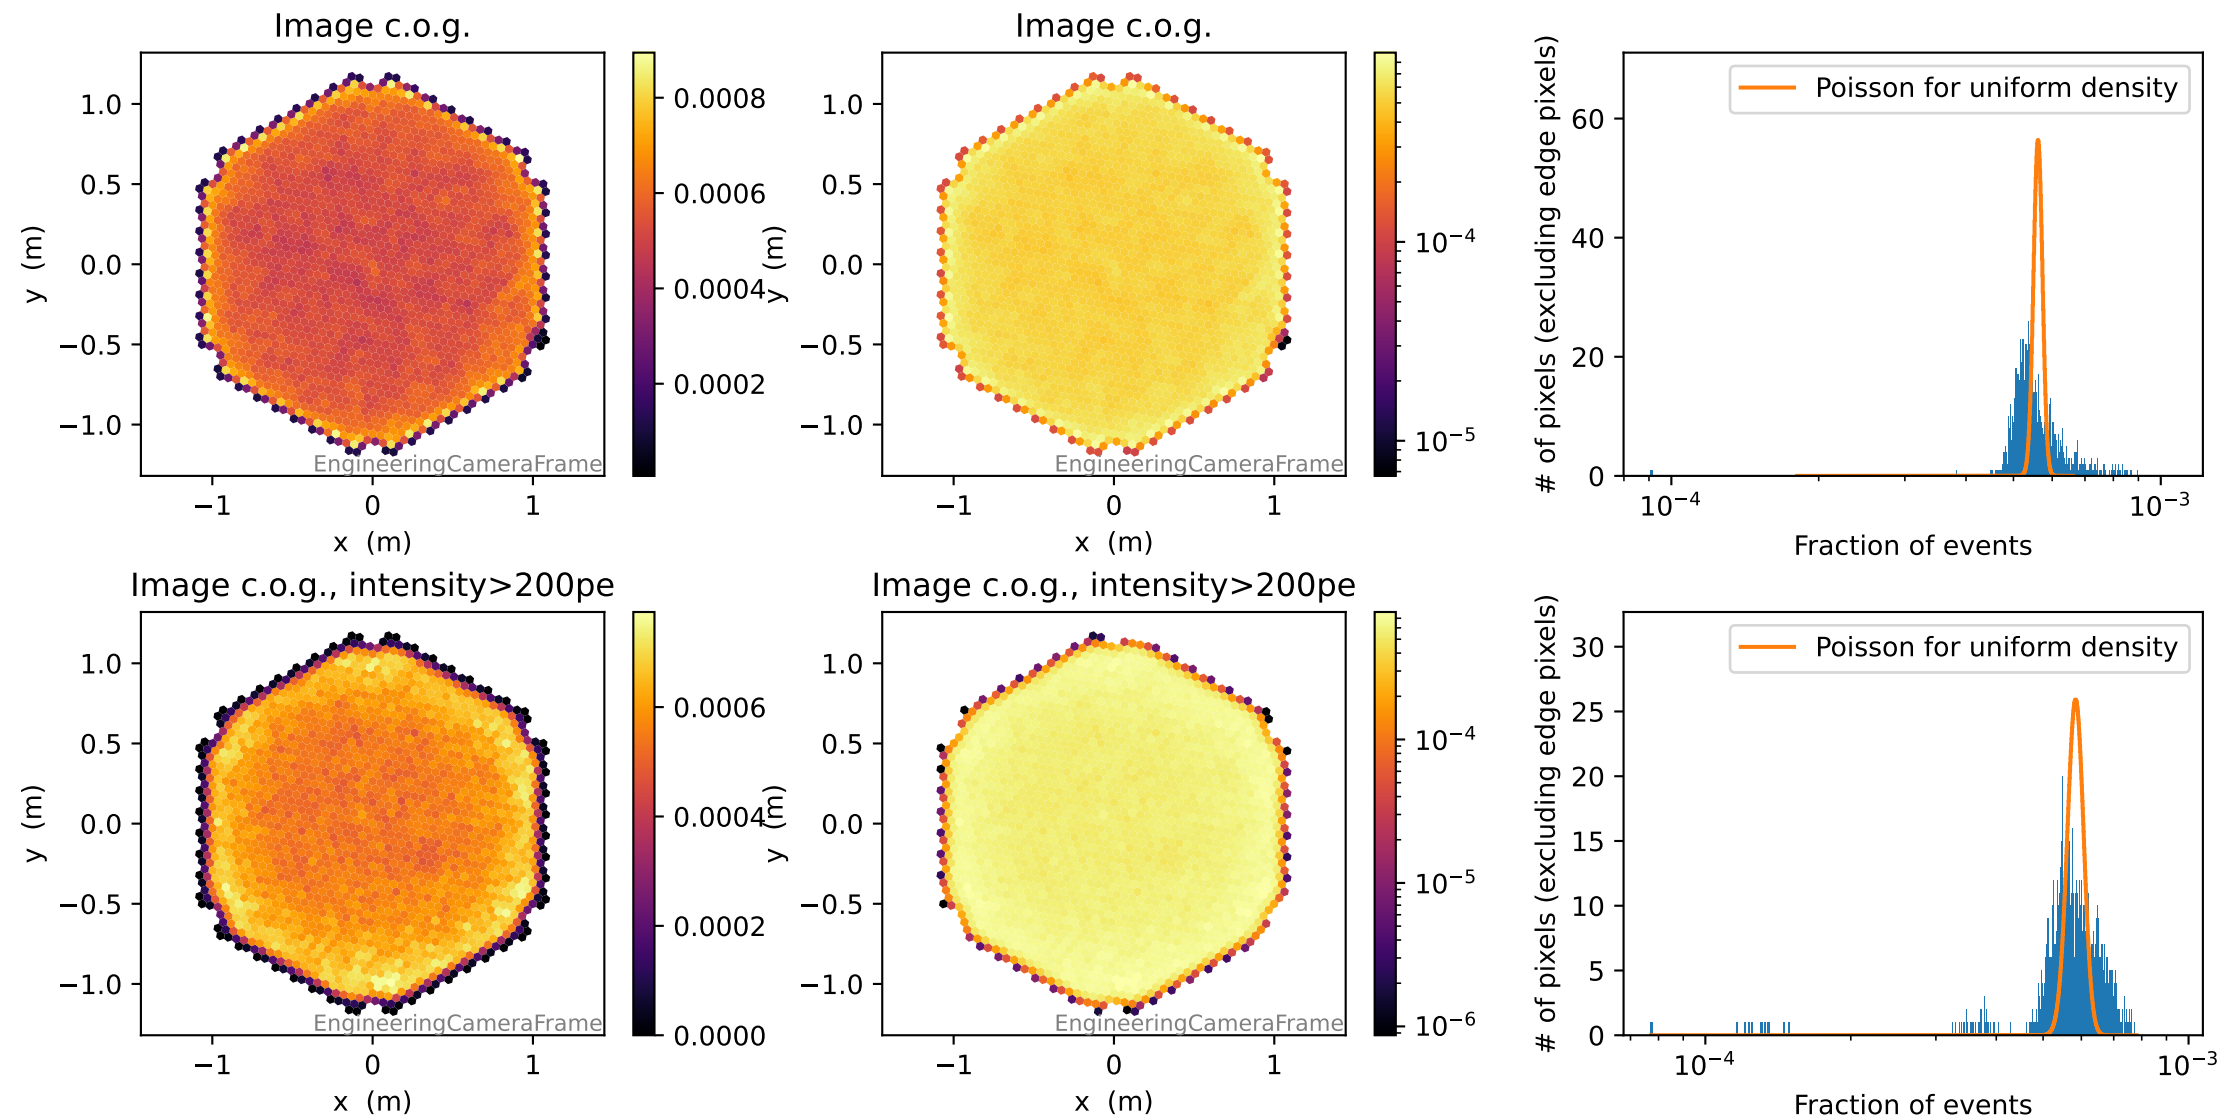 Image c.o.g.
1.0
0.5
0.0
−0.5
−1.0
y (m)
−1
0
1
x (m)
EngineeringCameraFrame
0.0008
0.0006
0.0004
0.0002
Image c.o.g.
1.0
0.5
0.0
−0.5
−1.0
y (m)
−1
0
1
x (m)
EngineeringCameraFrame
10⁻⁴
10⁻⁵
# of pixels (excluding edge pixels)
60
40
20
0
Poisson for uniform density
10⁻⁴
10⁻³
Fraction of events
Image c.o.g., intensity>200pe
1.0
0.5
0.0
−0.5
−1.0
y (m)
−1
0
1
x (m)
EngineeringCameraFrame
0.0006
0.0004
0.0002
0.0000
Image c.o.g., intensity>200pe
1.0
0.5
0.0
−0.5
−1.0
y (m)
−1
0
1
x (m)
EngineeringCameraFrame
10⁻⁴
10⁻⁵
10⁻⁶
# of pixels (excluding edge pixels)
30
25
20
15
10
5
0
Poisson for uniform density
10⁻⁴
10⁻³
Fraction of events